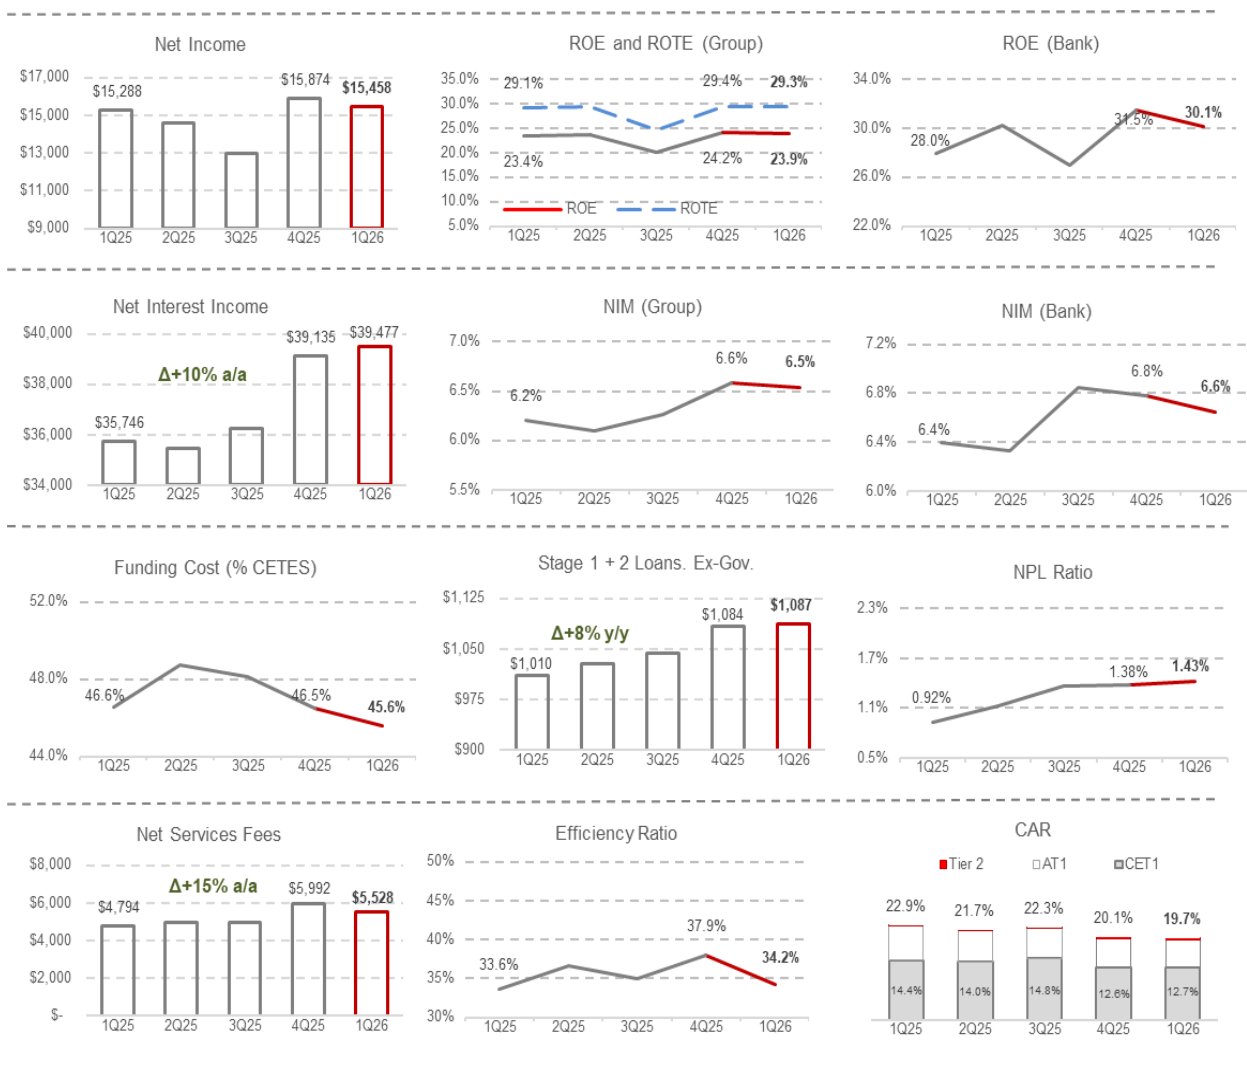 Net Income
$17,000
$15,000
$13,000
$11,000
$9,000
$15,288
$15,874
$15,458
1Q25 2Q25 3Q25 4Q25 1Q26
ROE and ROTE (Group)
35.0%
30.0%
25.0%
20.0%
15.0%
10.0%
5.0%
29.1%
29.4%
29.3%
23.4%
24.2%
23.9%
ROE ROTE
1Q25 2Q25 3Q25 4Q25 1Q26
ROE (Bank)
34.0%
30.0%
26.0%
22.0%
28.0%
31.5%
30.1%
1Q25 2Q25 3Q25 4Q25 1Q26
Net Interest Income
$40,000
$38,000
$36,000
$34,000
Δ+10% a/a
$35,746
$39,135
$39,477
1Q25 2Q25 3Q25 4Q25 1Q26
NIM (Group)
7.0%
6.5%
6.0%
5.5%
6.2%
6.6%
6.5%
1Q25 2Q25 3Q25 4Q25 1Q26
NIM (Bank)
7.2%
6.8%
6.4%
6.0%
6.4%
6.8%
6.6%
1Q25 2Q25 3Q25 4Q25 1Q26
Funding Cost (% CETES)
52.0%
48.0%
44.0%
46.6%
46.5%
45.6%
1Q25 2Q25 3Q25 4Q25 1Q26
Stage 1 + 2 Loans. Ex-Gov.
$1,125
$1,050
$975
$900
Δ+8% y/y
$1,010
$1,084
$1,087
1Q25 2Q25 3Q25 4Q25 1Q26
NPL Ratio
2.3%
1.7%
1.1%
0.5%
0.92%
1.38%
1.43%
1Q25 2Q25 3Q25 4Q25 1Q26
Net Services Fees
$8,000
$6,000
$4,000
$2,000
$-
Δ+15% a/a
$4,794
$5,992
$5,528
1Q25 2Q25 3Q25 4Q25 1Q26
Efficiency Ratio
50%
45%
40%
35%
30%
33.6%
37.9%
34.2%
1Q25 2Q25 3Q25 4Q25 1Q26
CAR
Tier 2 AT1 CET1
22.9% 21.7% 22.3% 20.1% 19.7%
14.4% 14.0% 14.8% 12.6% 12.7%
1Q25 2Q25 3Q25 4Q25 1Q26